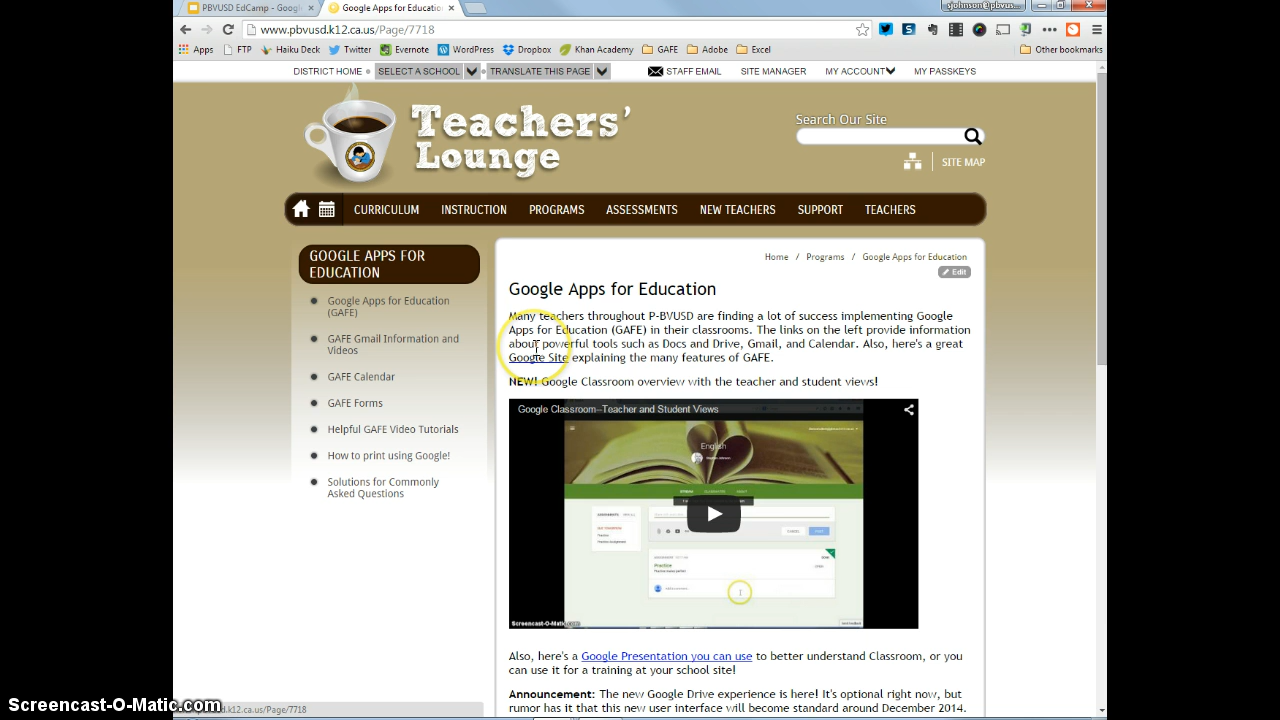 PBVUSD EdCamp - Google
Google Apps for Educatio
sjohnson@pbvus...
www.pbvusd.k12.ca.us/Page/7718
Apps FTP Haiku Deck Twitter Evernote WordPress Dropbox Khan Academy GAFE Adobe Excel Other bookmarks
DISTRICT HOME SELECT A SCHOOL TRANSLATE THIS PAGE STAFF EMAIL SITE MANAGER MY ACCOUNT MY PASSKEYS
Teachers'
Lounge
Search Our Site
SITE MAP
CURRICULUM INSTRUCTION PROGRAMS ASSESSMENTS NEW TEACHERS SUPPORT TEACHERS
GOOGLE APPS FOR
EDUCATION
Google Apps for Education
(GAFE)
GAFE Gmail Information and
Videos
GAFE Calendar
GAFE Forms
Helpful GAFE Video Tutorials
How to print using Google!
Solutions for Commonly
Asked Questions
Home / Programs / Google Apps for Education
Edit
Google Apps for Education
Many teachers throughout P-BVUSD are finding a lot of success implementing Google
Apps for Education (GAFE) in their classrooms. The links on the left provide information
about powerful tools such as Docs and Drive, Gmail, and Calendar. Also, here's a great
Google Site explaining the many features of GAFE.
NEW! Google Classroom overview with the teacher and student views!
Google Classroom--Teacher and Student Views
English
Practice
Screencast-O-Matic.com
Also, here's a Google Presentation you can use to better understand Classroom, or you
can use it for a training at your school site!
Announcement: The new Google Drive experience is here! It's optional right now, but
rumor has it that this new user interface will become standard around December 2014.
Screencast-O-Matic.com
pbvusd.k12.ca.us/Page/7718